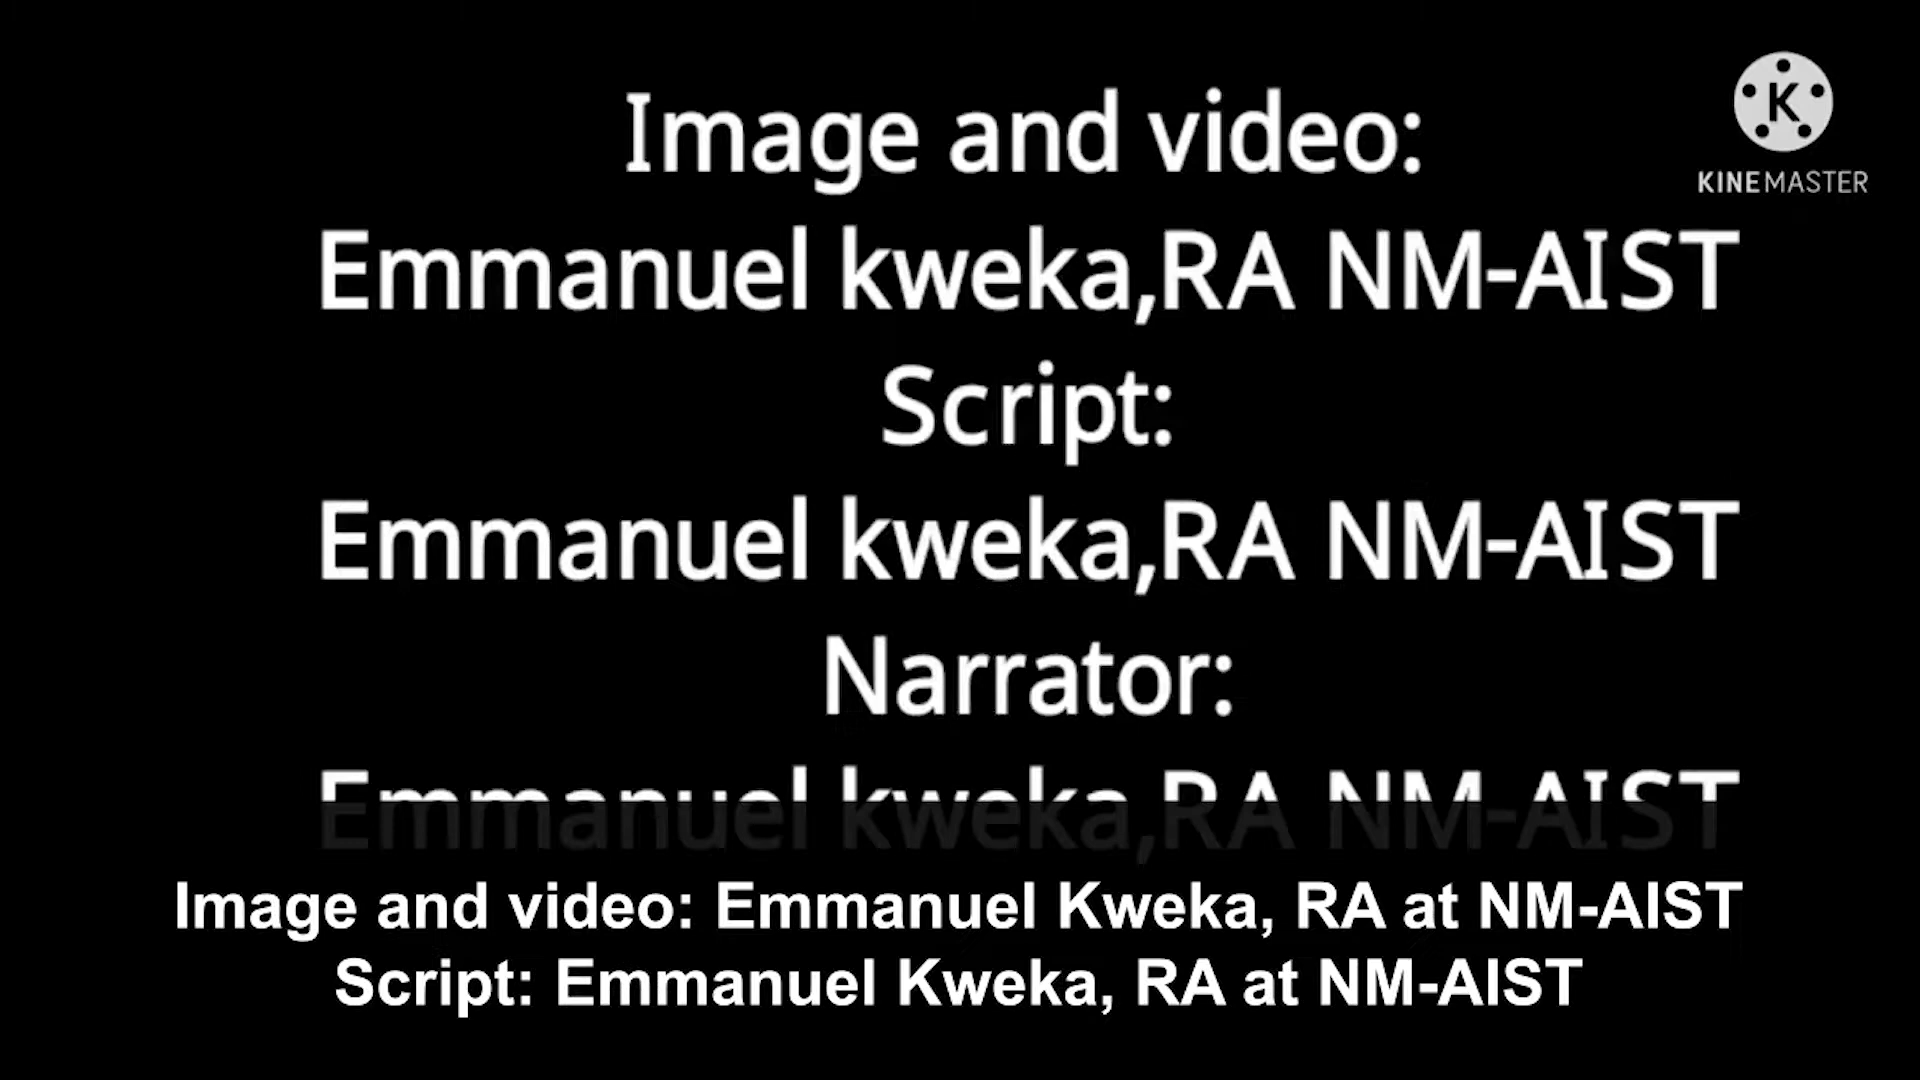 Image and video:
K
KINEMASTER
Emmanuel kweka,RA NM-AIST
Script:
Emmanuel kweka,RA NM-AIST
Narrator:
Emmanuel kweka,RA NM-AIST
Image and video: Emmanuel Kweka, RA at NM-AIST
Script: Emmanuel Kweka, RA at NM-AIST